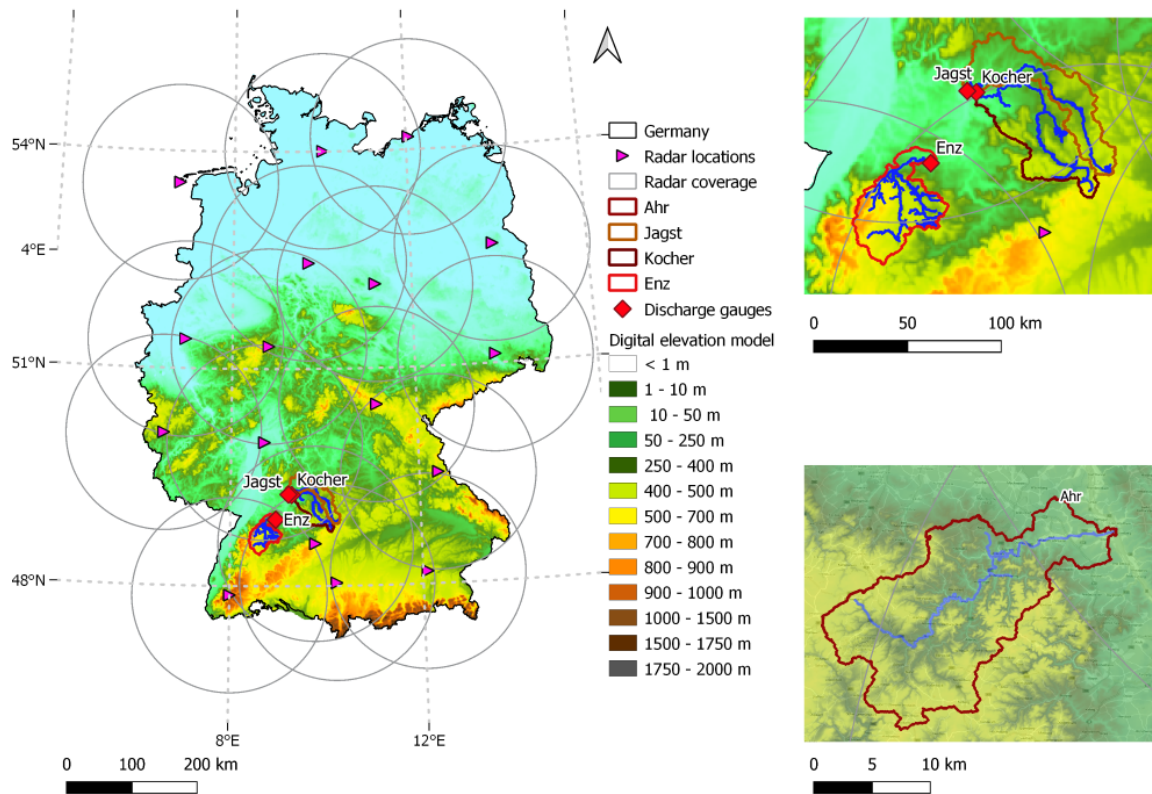 54°N
4°E
51°N
48°N
8°E
12°E
Jagst
Kocher
Enz
0 100 200 km
Germany
Radar locations
Radar coverage
Ahr
Jagst
Kocher
Enz
Discharge gauges
Digital elevation model
< 1 m
1 - 10 m
10 - 50 m
50 - 250 m
250 - 400 m
400 - 500 m
500 - 700 m
700 - 800 m
800 - 900 m
900 - 1000 m
1000 - 1500 m
1500 - 1750 m
1750 - 2000 m
Jagst
Kocher
Enz
0 50 100 km
Ahr
0 5 10 km